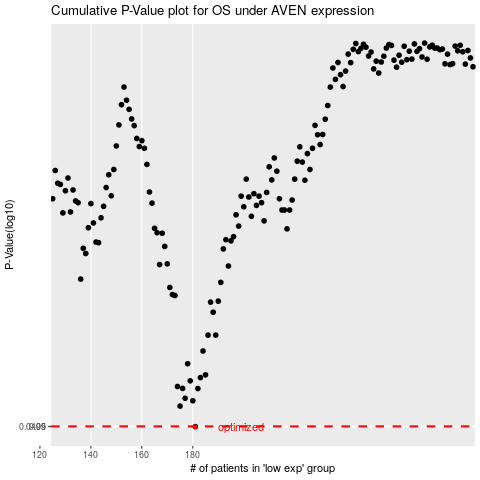 Cumulative P-Value plot for OS under AVEN expression
P-Value(log10)
optimized
120
140
160
180
# of patients in 'low exp' group